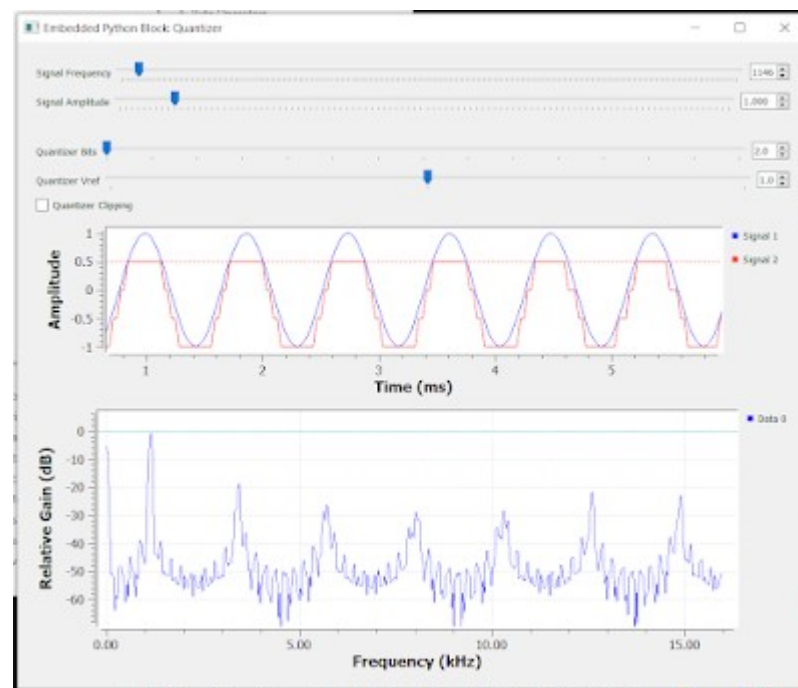 Embedded Python Block: Quantizer
Signal Frequency 1146
Signal Amplitude 1.000
Quantizer Bits 2.0
Quantizer Vref 1.0
Quantizer Clipping
Amplitude
1
0.5
0
-0.5
-1
1 2 3 4 5
Time (ms)
Signal 1
Signal 2
Relative Gain (dB)
0
-10
-20
-30
-40
-50
-60
0.00 5.00 10.00 15.00
Frequency (kHz)
Data 0